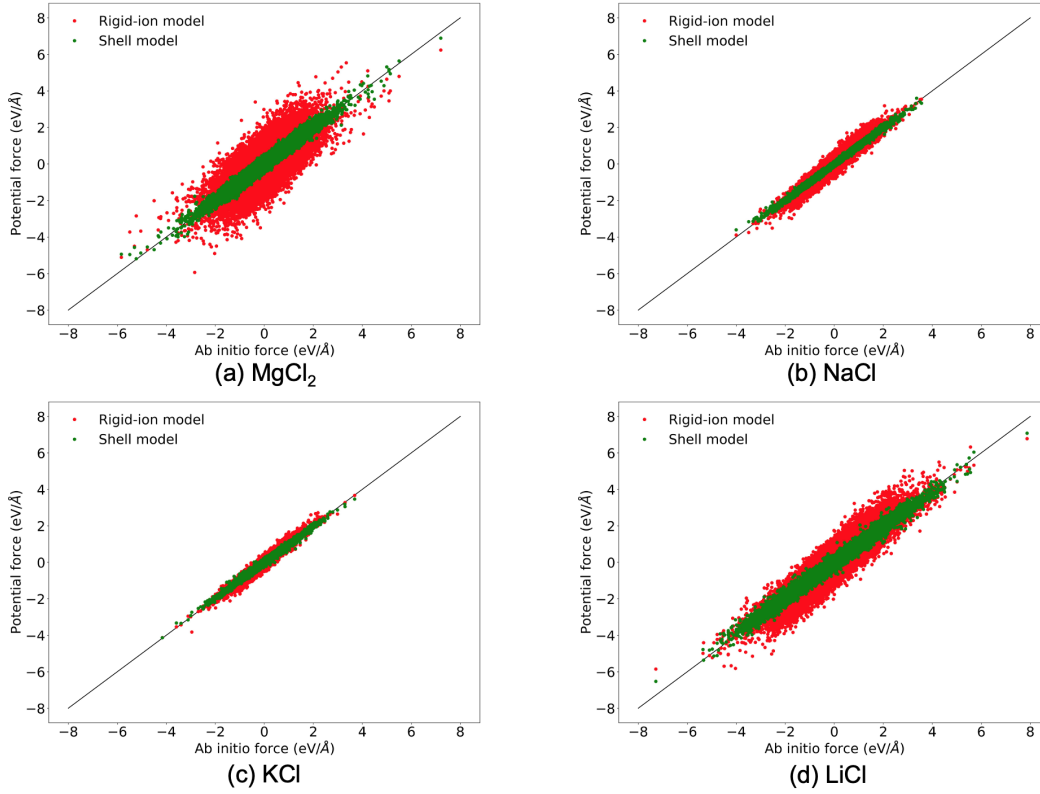 Rigid-ion model
Shell model
Potential force (eV/Å)
8
6
4
2
0
−2
−4
−6
−8
−8 −6 −4 −2 0 2 4 6 8
Ab initio force (eV/Å)
(a) MgCl₂
Rigid-ion model
Shell model
Potential force (eV/Å)
8
6
4
2
0
−2
−4
−6
−8
−8 −6 −4 −2 0 2 4 6 8
Ab initio force (eV/Å)
(b) NaCl
Rigid-ion model
Shell model
Potential force (eV/Å)
8
6
4
2
0
−2
−4
−6
−8
−8 −6 −4 −2 0 2 4 6 8
Ab initio force (eV/Å)
(c) KCl
Rigid-ion model
Shell model
Potential force (eV/Å)
8
6
4
2
0
−2
−4
−6
−8
−8 −6 −4 −2 0 2 4 6 8
Ab initio force (eV/Å)
(d) LiCl